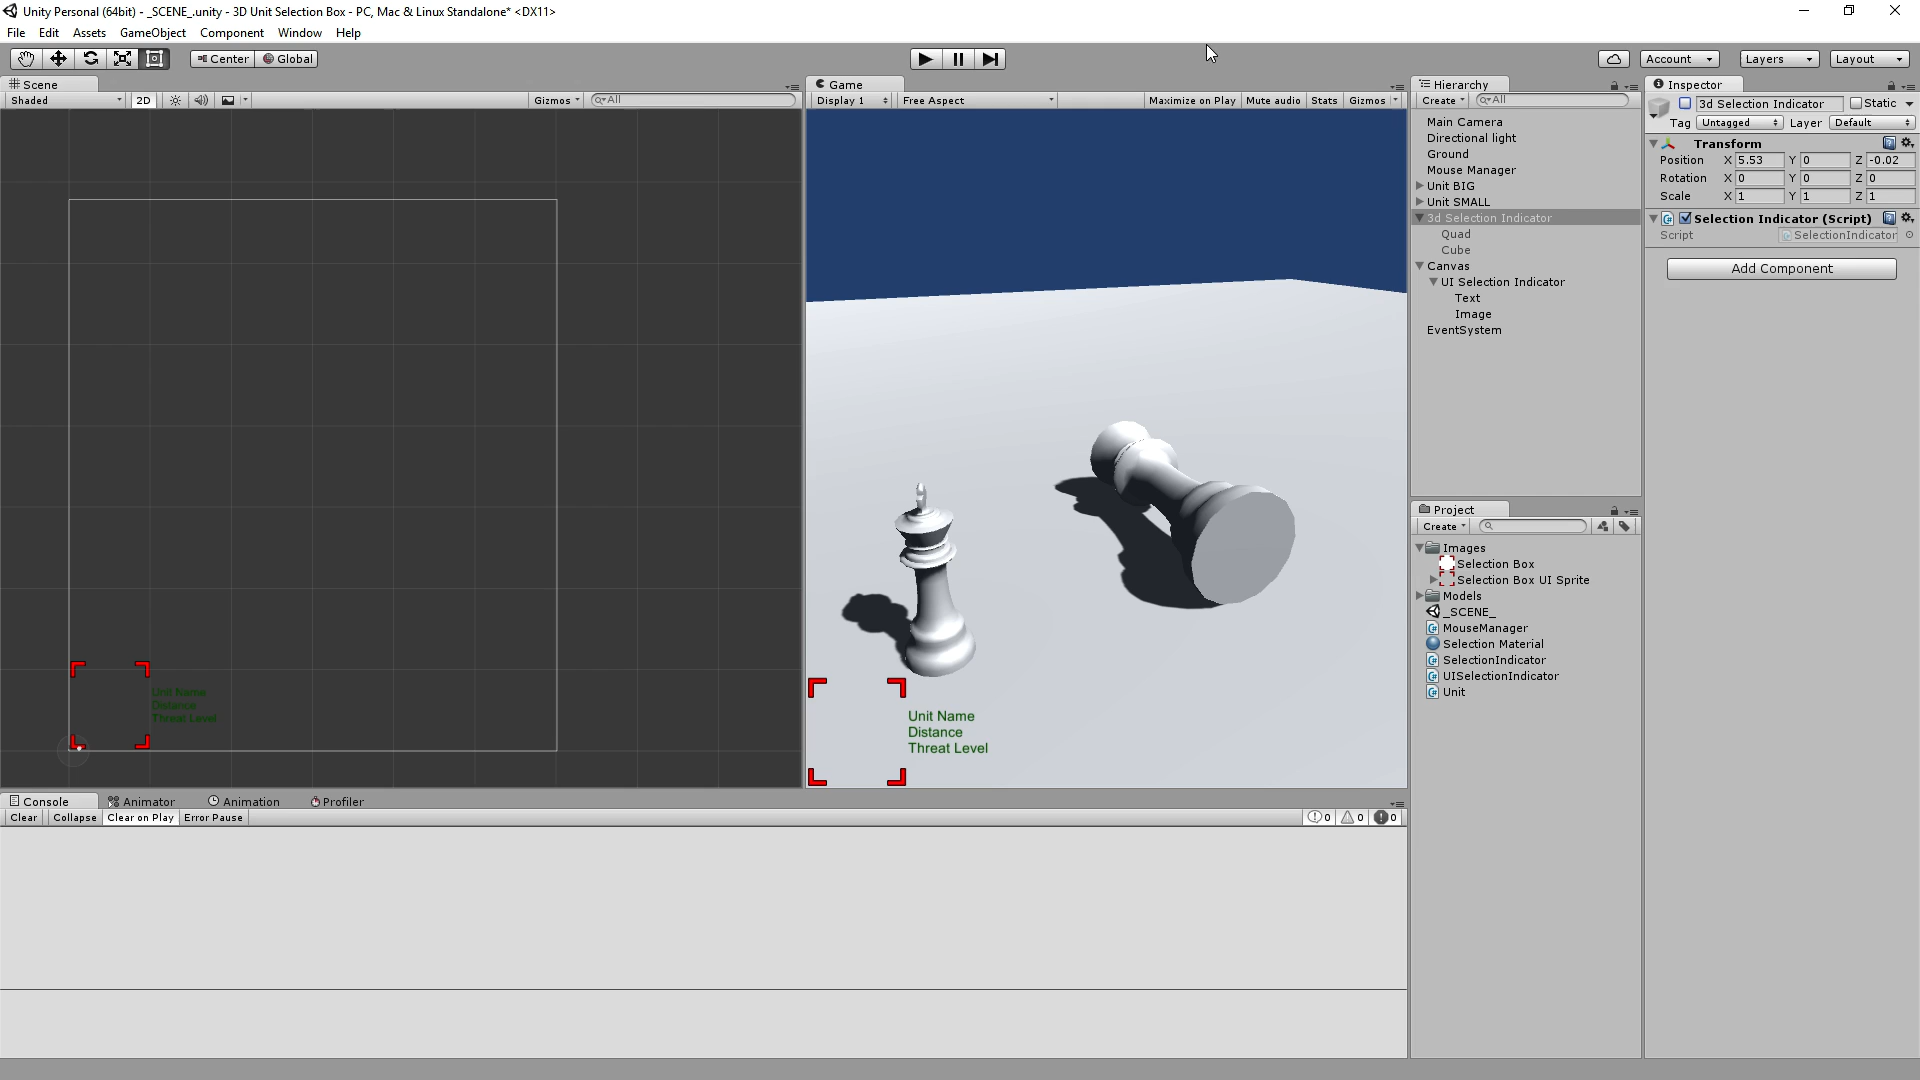 Unity Personal (64bit) - _SCENE_.unity - 3D Unit Selection Box - PC, Mac & Linux Standalone* <DX11>
File Edit Assets GameObject Component Window Help
Center Global
Account Layers Layout
Scene
Shaded 2D Gizmos All
Unit Name
Distance
Threat Level
Game
Display 1 Free Aspect Maximize on Play Mute audio Stats Gizmos
Unit Name
Distance
Threat Level
Console Animator Animation Profiler
Clear Collapse Clear on Play Error Pause 0 0 0
Hierarchy
Create All
Main Camera
Directional light
Ground
Mouse Manager
Unit BIG
Unit SMALL
3d Selection Indicator
Quad
Cube
Canvas
UI Selection Indicator
Text
Image
EventSystem
Project
Create
Images
Selection Box
Selection Box UI Sprite
Models
_SCENE_
MouseManager
Selection Material
SelectionIndicator
UISelectionIndicator
Unit
Inspector
3d Selection Indicator Static
Tag Untagged Layer Default
Transform
Position X 5.53 Y 0 Z -0.02
Rotation X 0 Y 0 Z 0
Scale X 1 Y 1 Z 1
Selection Indicator (Script)
Script SelectionIndicator
Add Component